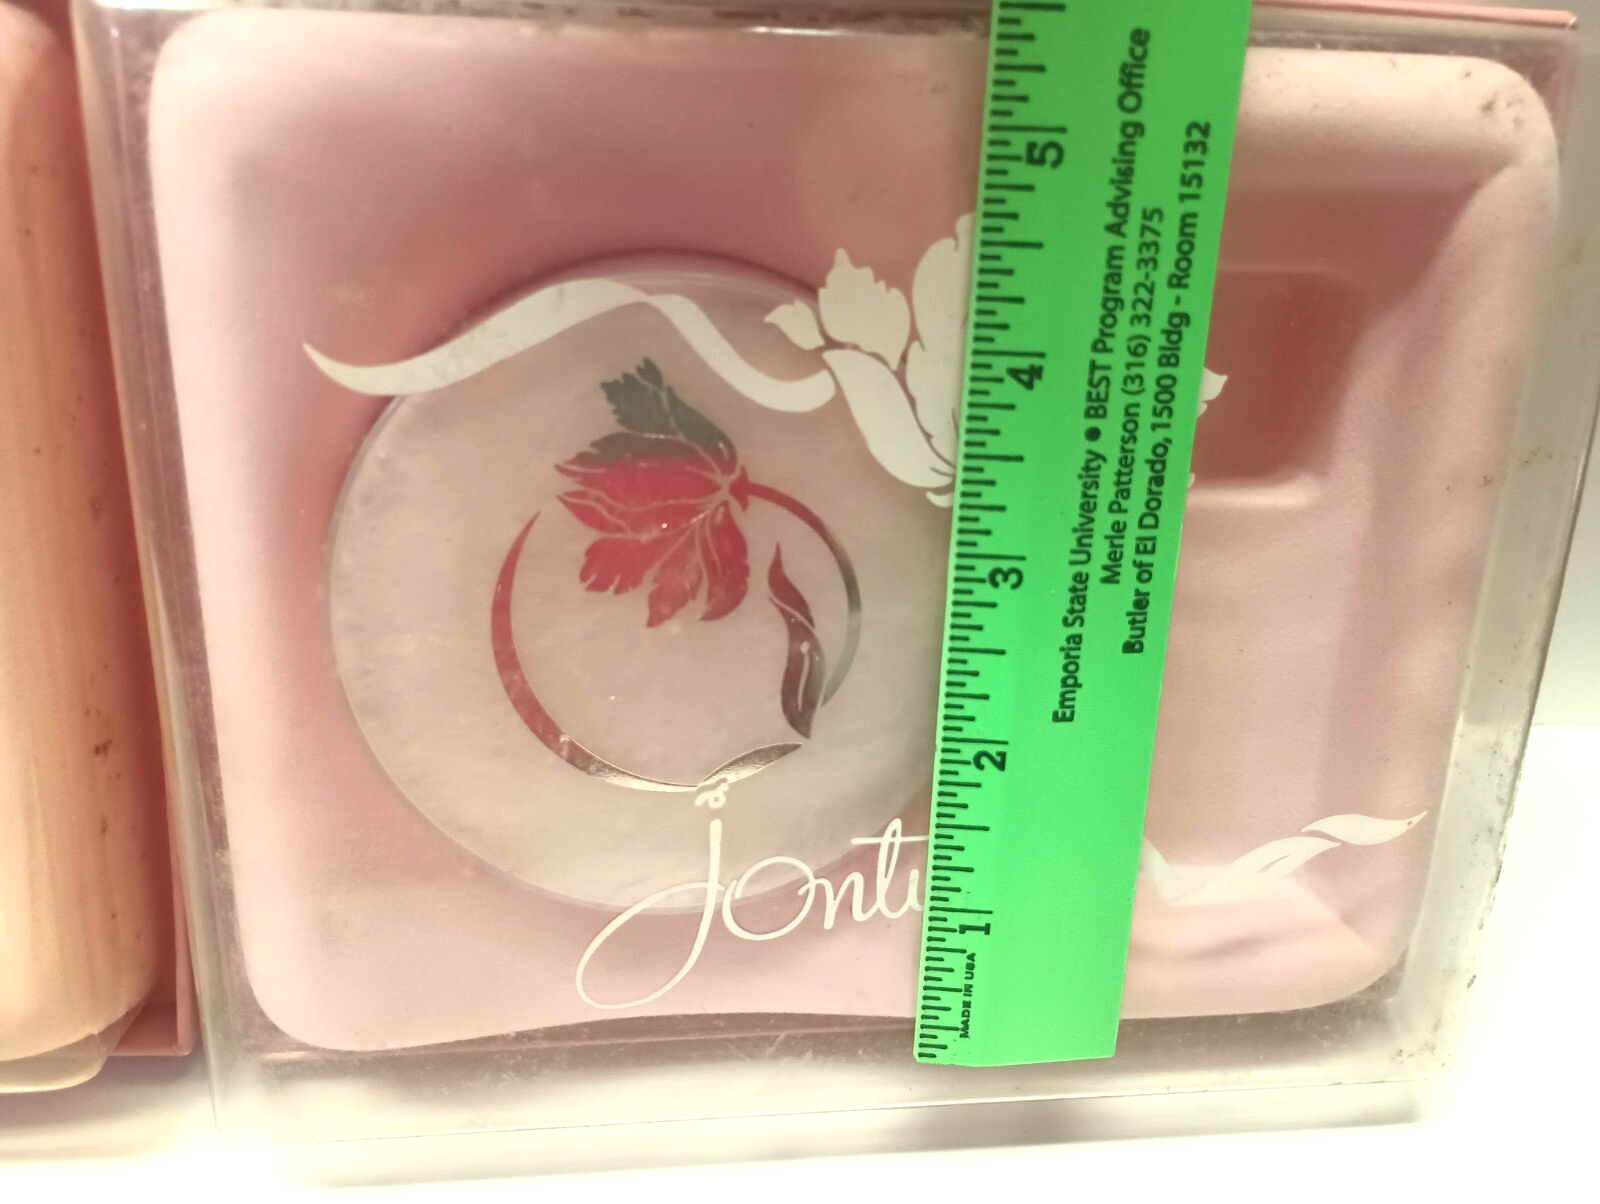 Emporia State University ● BEST Program Advising Office
Merle Patterson (316) 322-3375
Butler of El Dorado, 1500 Bldg - Room 15132
MADE IN USA
1
2
3
4
5